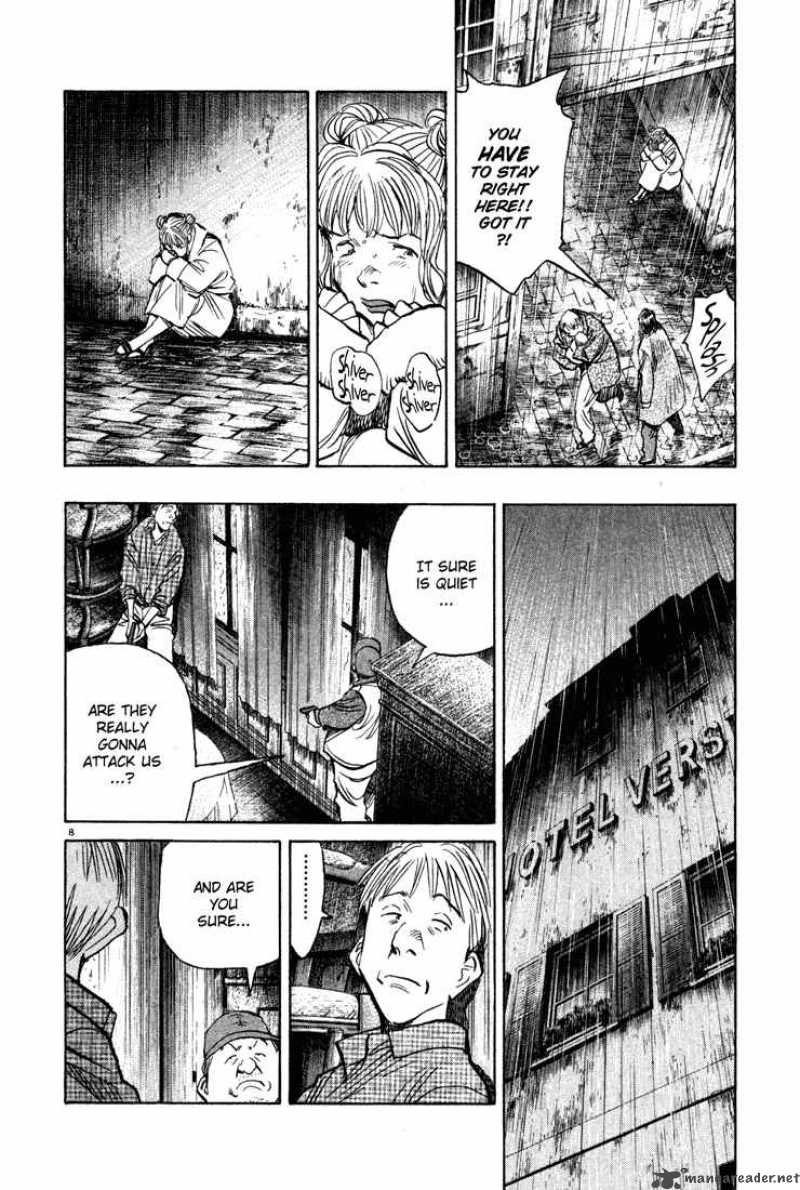 YOU
HAVE
TO STAY
RIGHT
HERE!!
GOT IT
?!
SPLASH
Shiver
Shiver
Shiver
Shiver
HOTEL VERS
IT SURE
IS QUIET
...
ARE THEY
REALLY
GONNA
ATTACK US
...?
..........
AND ARE
YOU
SURE...
8
mangareader.net